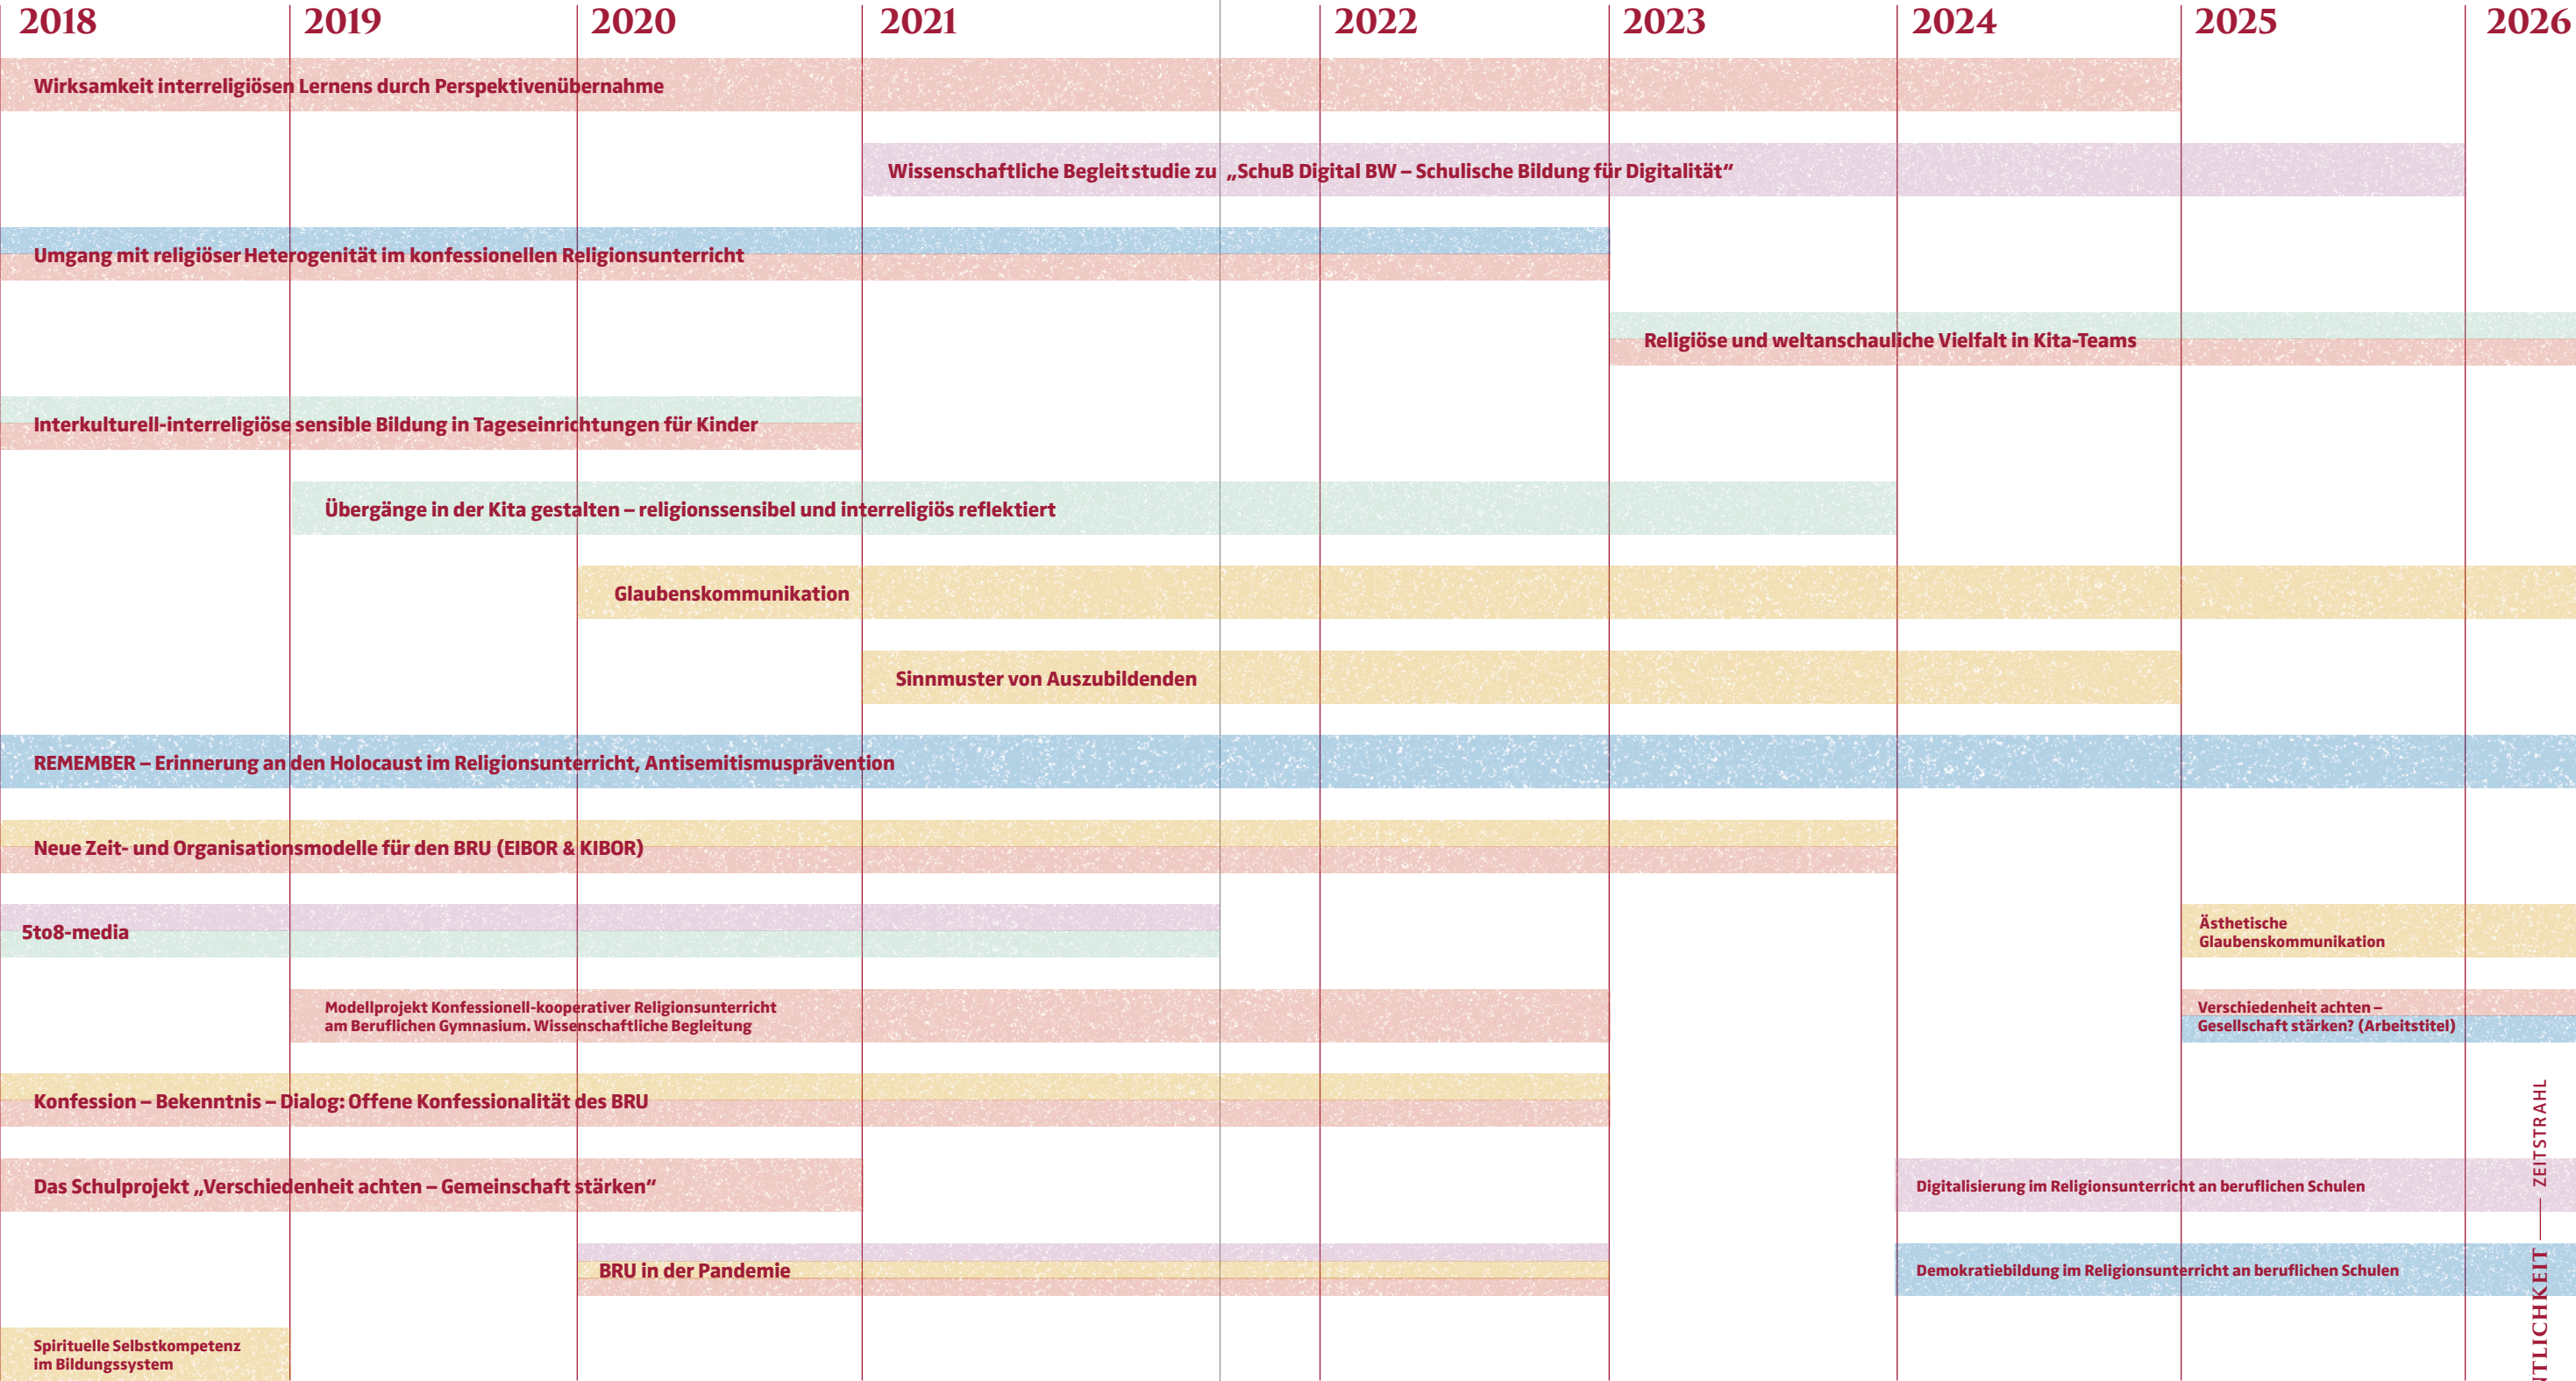 2018 2019 2020 2021 2022 2023 2024 2025 2026
Wirksamkeit interreligiösen Lernens durch Perspektivenübernahme
Wissenschaftliche Begleitstudie zu „SchuB Digital BW – Schulische Bildung für Digitalität“
Umgang mit religiöser Heterogenität im konfessionellen Religionsunterricht
Religiöse und weltanschauliche Vielfalt in Kita-Teams
Interkulturell-interreligiöse sensible Bildung in Tageseinrichtungen für Kinder
Übergänge in der Kita gestalten – religionssensibel und interreligiös reflektiert
Glaubenskommunikation
Sinnmuster von Auszubildenden
REMEMBER – Erinnerung an den Holocaust im Religionsunterricht, Antisemitismusprävention
Neue Zeit- und Organisationsmodelle für den BRU (EIBOR & KIBOR)
5to8-media
Ästhetische
Glaubenskommunikation
Modellprojekt Konfessionell-kooperativer Religionsunterricht
am Beruflichen Gymnasium. Wissenschaftliche Begleitung
Verschiedenheit achten –
Gesellschaft stärken? (Arbeitstitel)
Konfession – Bekenntnis – Dialog: Offene Konfessionalität des BRU
Das Schulprojekt „Verschiedenheit achten – Gemeinschaft stärken“
Digitalisierung im Religionsunterricht an beruflichen Schulen
BRU in der Pandemie
Demokratiebildung im Religionsunterricht an beruflichen Schulen
Spirituelle Selbstkompetenz
im Bildungssystem
TLICHKEIT — ZEITSTRAHL